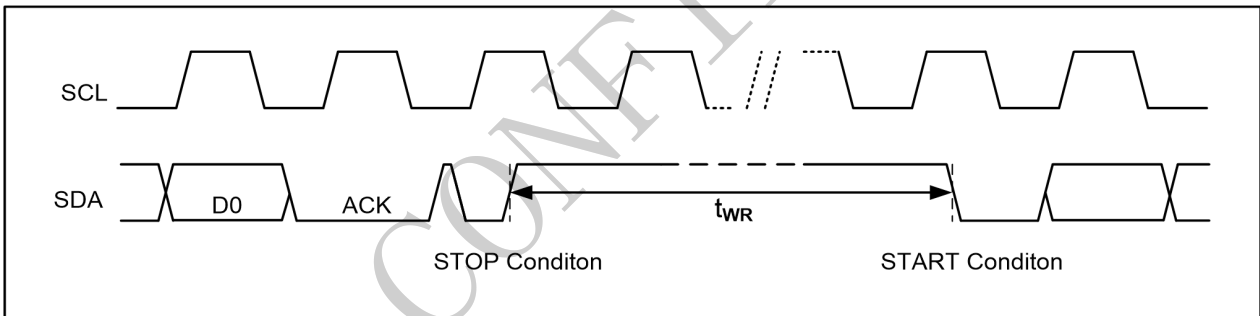 SCL
SDA
D0
ACK
tWR
STOP Conditon
START Conditon